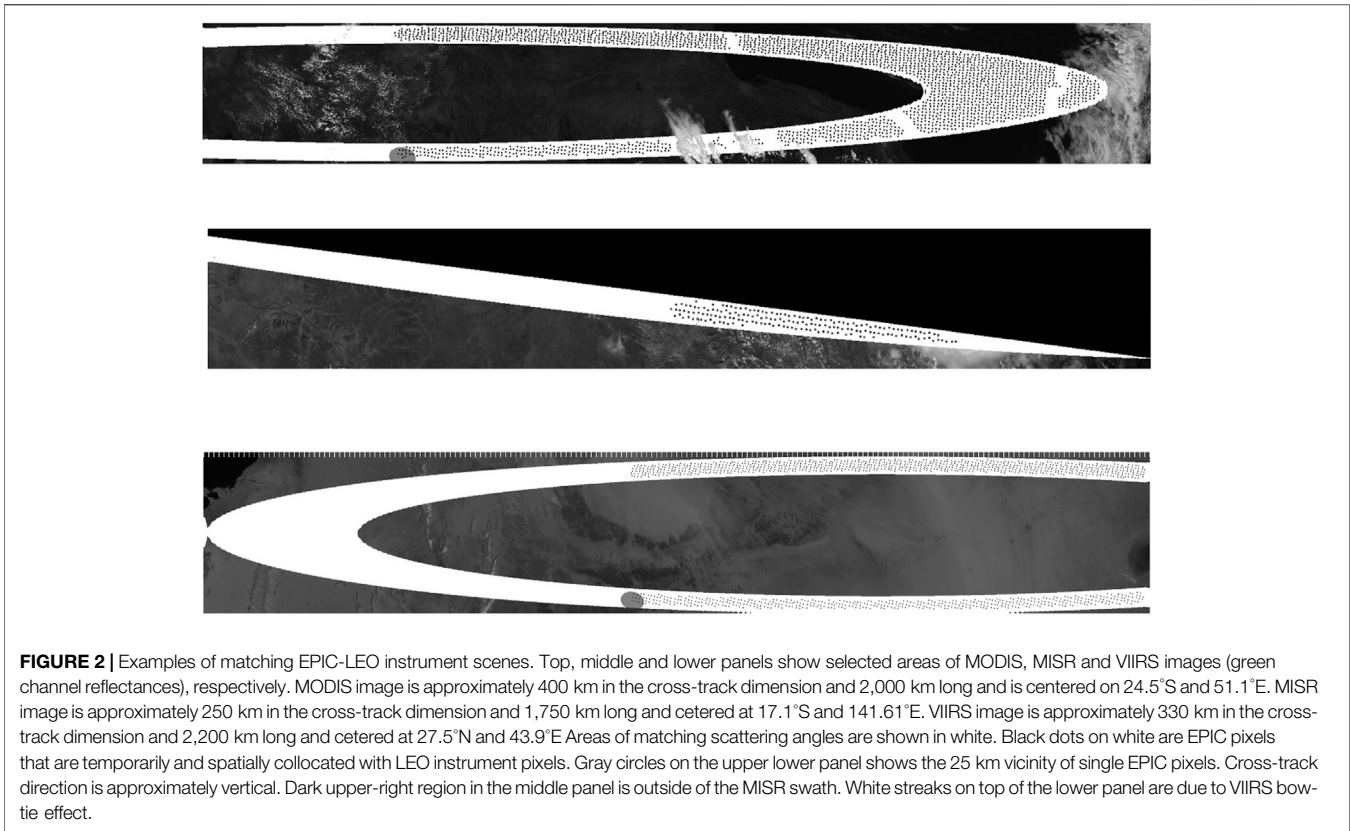 FIGURE 2 | Examples of matching EPIC-LEO instrument scenes. Top, middle and lower panels show selected areas of MODIS, MISR and VIIRS images (green
channel reflectances), respectively. MODIS image is approximately 400 km in the cross-track dimension and 2,000 km long and is centered on 24.5°S and 51.1°E. MISR
image is approximately 250 km in the cross-track dimension and 1,750 km long and cetered at 17.1°S and 141.61°E. VIIRS image is approximately 330 km in the cross-
track dimension and 2,200 km long and cetered at 27.5°N and 43.9°E Areas of matching scattering angles are shown in white. Black dots on white are EPIC pixels
that are temporarily and spatially collocated with LEO instrument pixels. Gray circles on the upper lower panel shows the 25 km vicinity of single EPIC pixels. Cross-track
direction is approximately vertical. Dark upper-right region in the middle panel is outside of the MISR swath. White streaks on top of the lower panel are due to VIIRS bow-
tie effect.